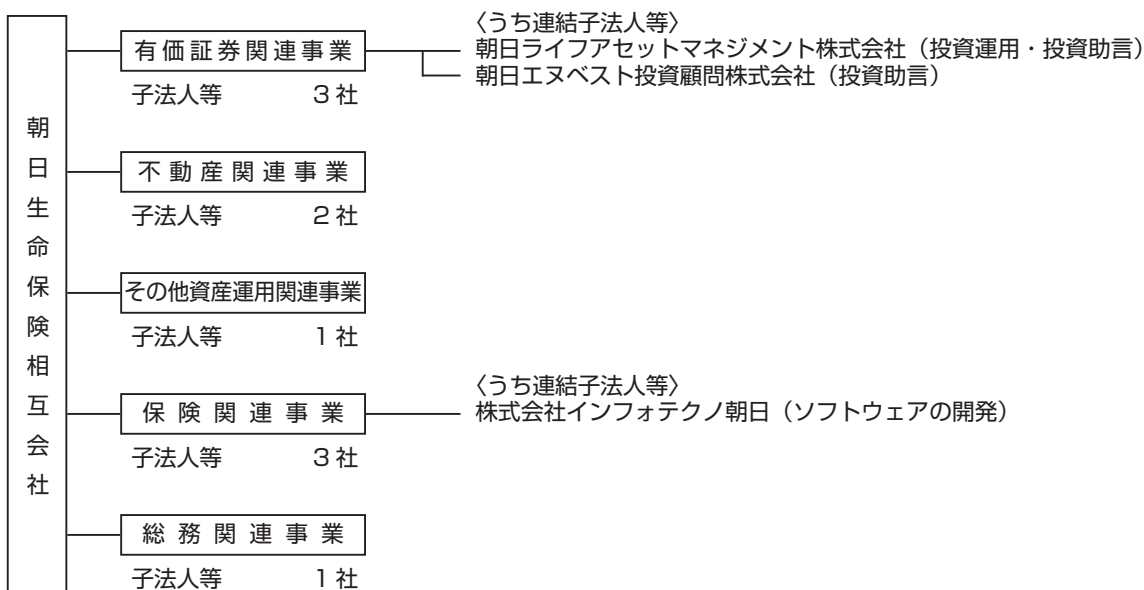 朝日生命保険相互会社
有価証券関連事業
子法人等 3社
〈うち連結子法人等〉
朝日ライフアセットマネジメント株式会社（投資運用・投資助言）
朝日エヌベスト投資顧問株式会社（投資助言）
不動産関連事業
子法人等 2社
その他資産運用関連事業
子法人等 1社
保険関連事業
子法人等 3社
〈うち連結子法人等〉
株式会社インフォテクノ朝日（ソフトウェアの開発）
総務関連事業
子法人等 1社